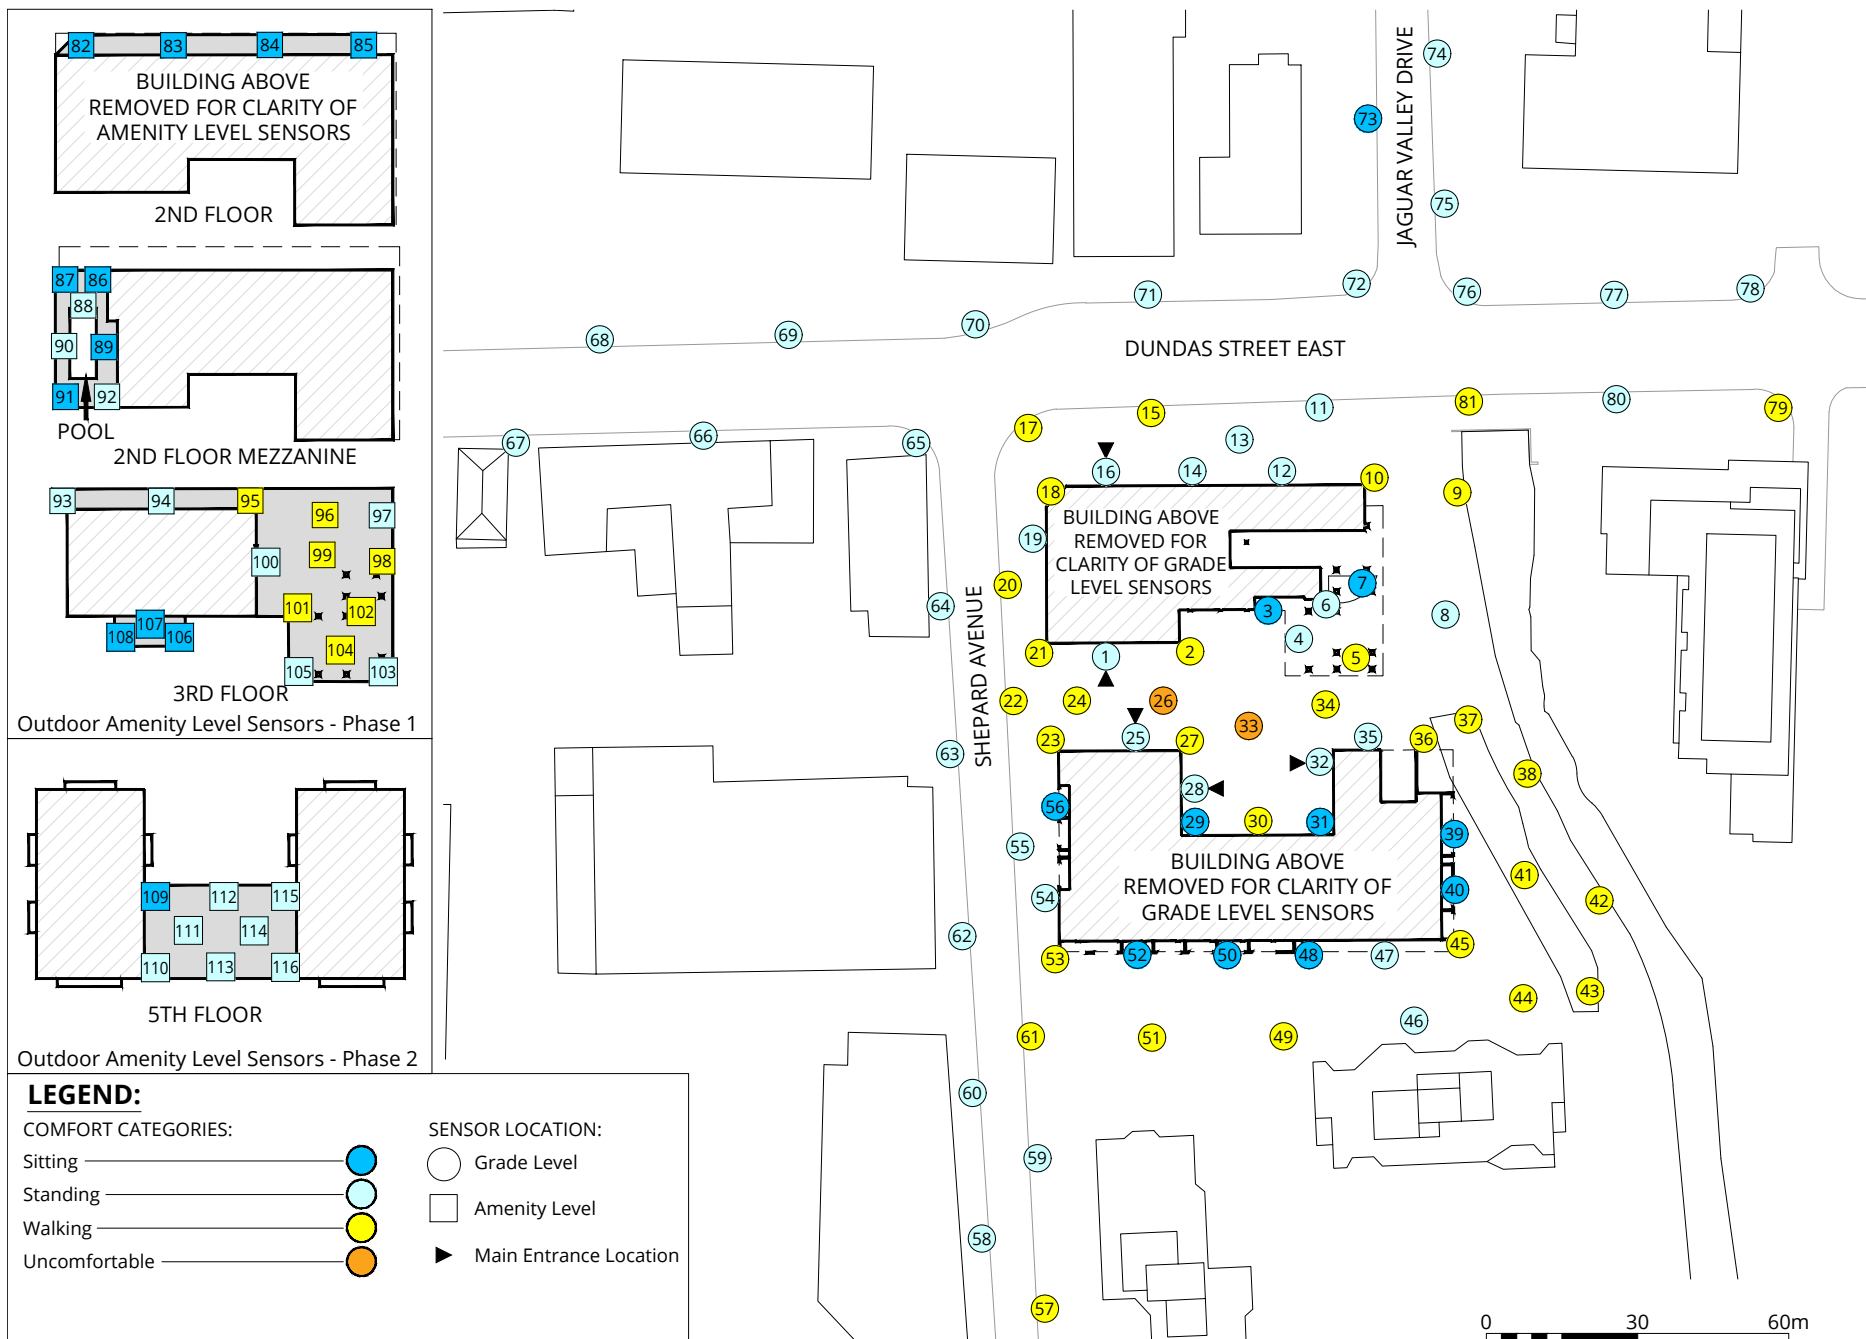 82 83 84 85
BUILDING ABOVE
REMOVED FOR CLARITY OF
AMENITY LEVEL SENSORS
2ND FLOOR
87 86
88
90 89
91 92
POOL
2ND FLOOR MEZZANINE
93 94 95 96 97
100 99 98
101 102
108 107 106 104
105 103
3RD FLOOR
Outdoor Amenity Level Sensors - Phase 1
109 112 115
111 114
110 113 116
5TH FLOOR
Outdoor Amenity Level Sensors - Phase 2
LEGEND:
COMFORT CATEGORIES:
Sitting
Standing
Walking
Uncomfortable
SENSOR LOCATION:
Grade Level
Amenity Level
Main Entrance Location
JAGUAR VALLEY DRIVE
74
73
75
72 76 77 78
71
70
69
68
DUNDAS STREET EAST
67 66 65
17 15 11 81 80 79
13
16 14 12 10
18 9
BUILDING ABOVE
REMOVED FOR
CLARITY OF GRADE
LEVEL SENSORS
19
20 7
64 3 6 8
4
21 1 2 5
SHEPARD AVENUE
22 24 26 34
33 37
23 25 27 35 36
63 32 38
28
56 29 30 31 39
55
BUILDING ABOVE
REMOVED FOR CLARITY OF
GRADE LEVEL SENSORS
41
54 40 42
62 45
53 52 50 48 47
44 43
46
61 51 49
60
59
58
57
0 30 60m